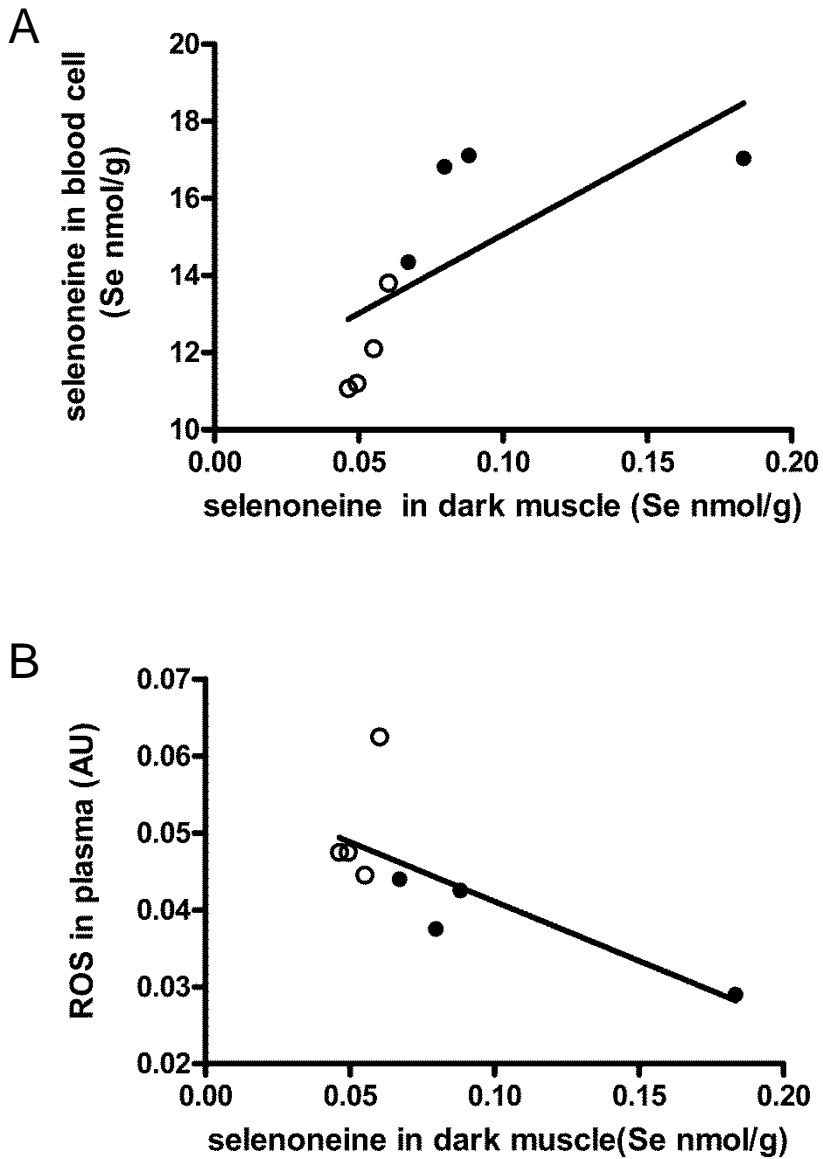 A
selenoneine in blood cell
(Se nmol/g)
20
18
16
14
12
10
0.00 0.05 0.10 0.15 0.20
selenoneine in dark muscle (Se nmol/g)
B
ROS in plasma (AU)
0.07
0.06
0.05
0.04
0.03
0.02
0.00 0.05 0.10 0.15 0.20
selenoneine in dark muscle(Se nmol/g)